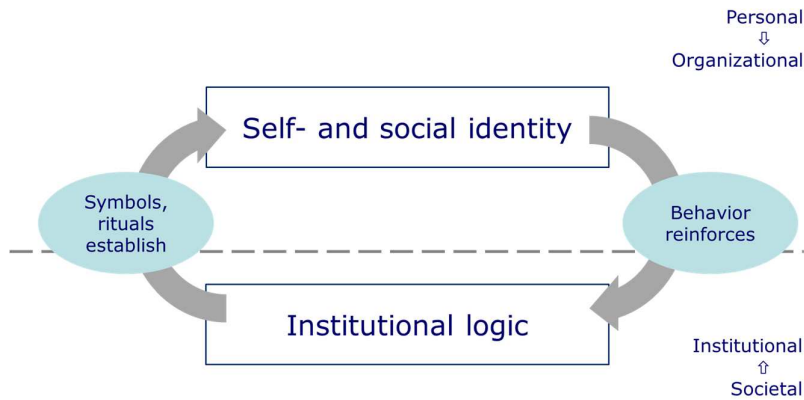 Personal
⇩
Organizational
Self- and social identity
Symbols,
rituals
establish
Behavior
reinforces
Institutional logic
Institutional
⇧
Societal